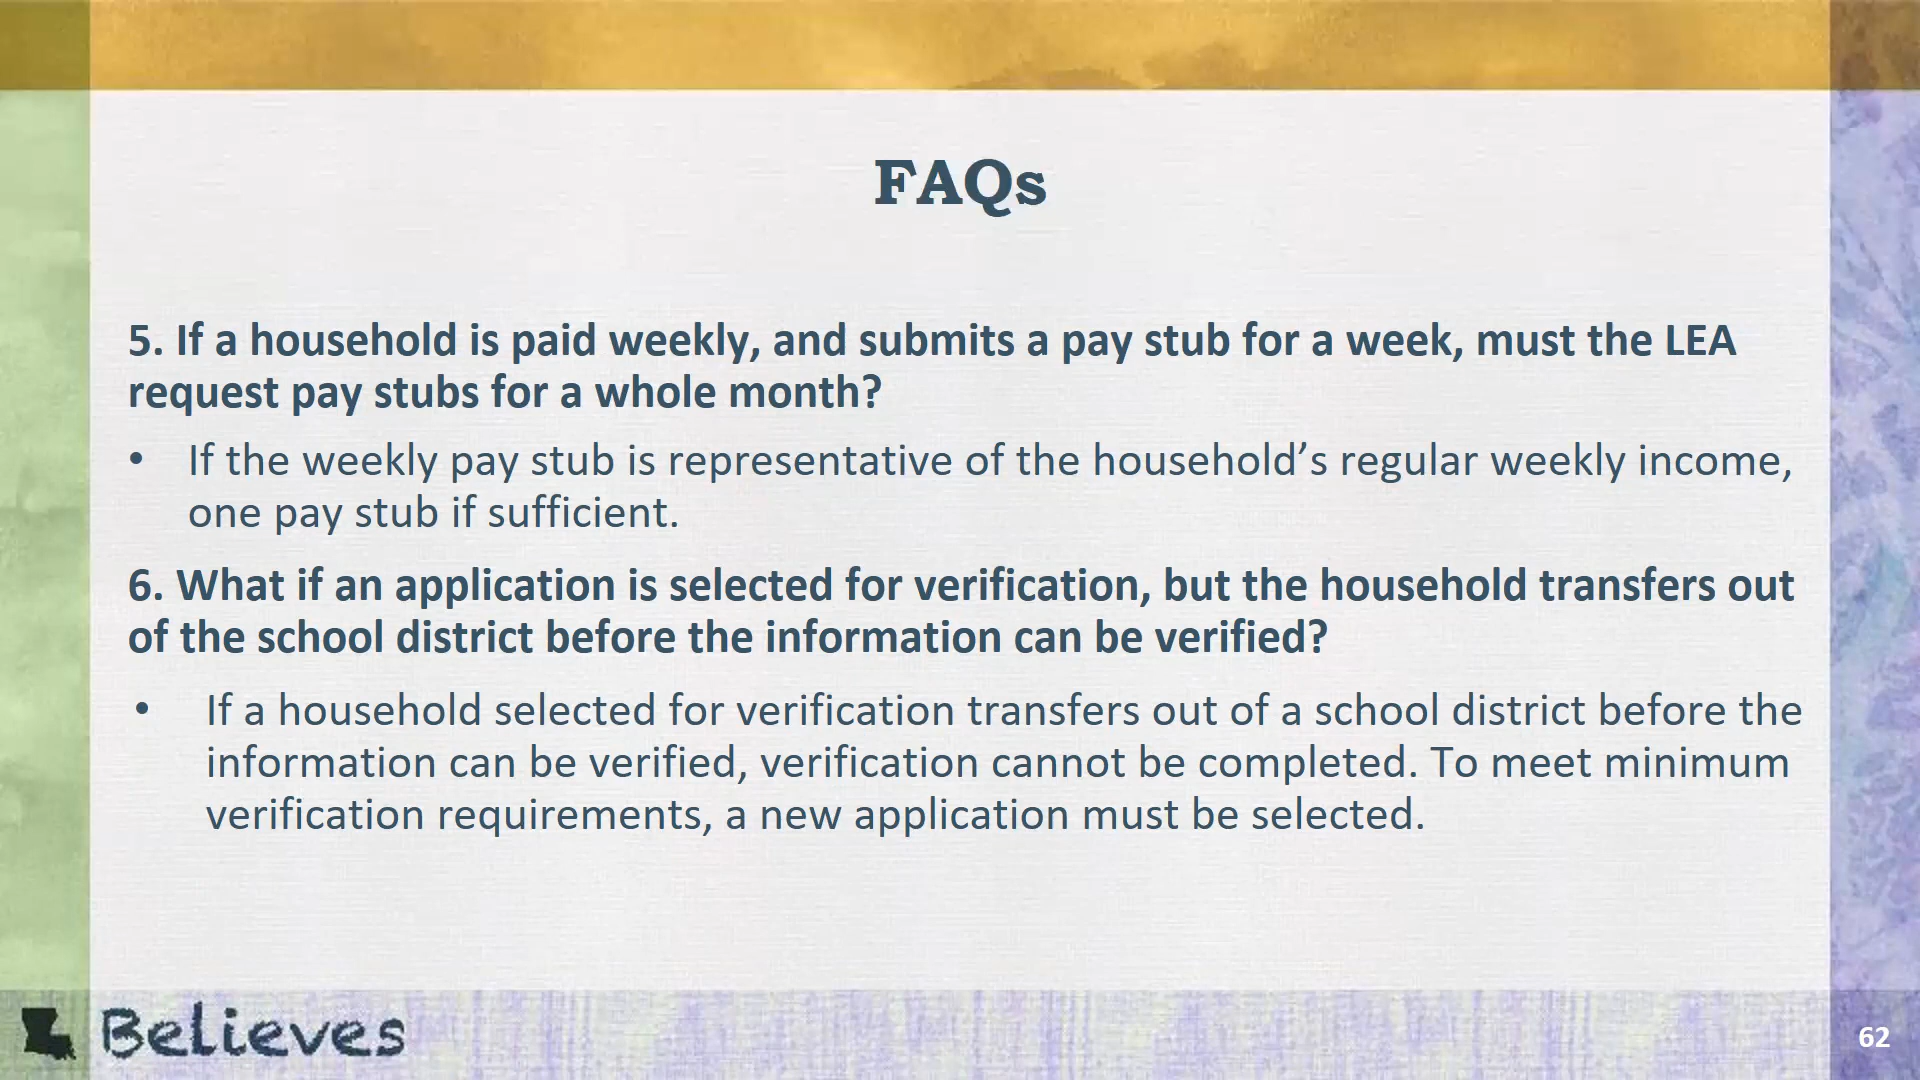 FAQs
5. If a household is paid weekly, and submits a pay stub for a week, must the LEA
request pay stubs for a whole month?
• If the weekly pay stub is representative of the household’s regular weekly income,
one pay stub if sufficient.
6. What if an application is selected for verification, but the household transfers out
of the school district before the information can be verified?
• If a household selected for verification transfers out of a school district before the
information can be verified, verification cannot be completed. To meet minimum
verification requirements, a new application must be selected.
Believes
62